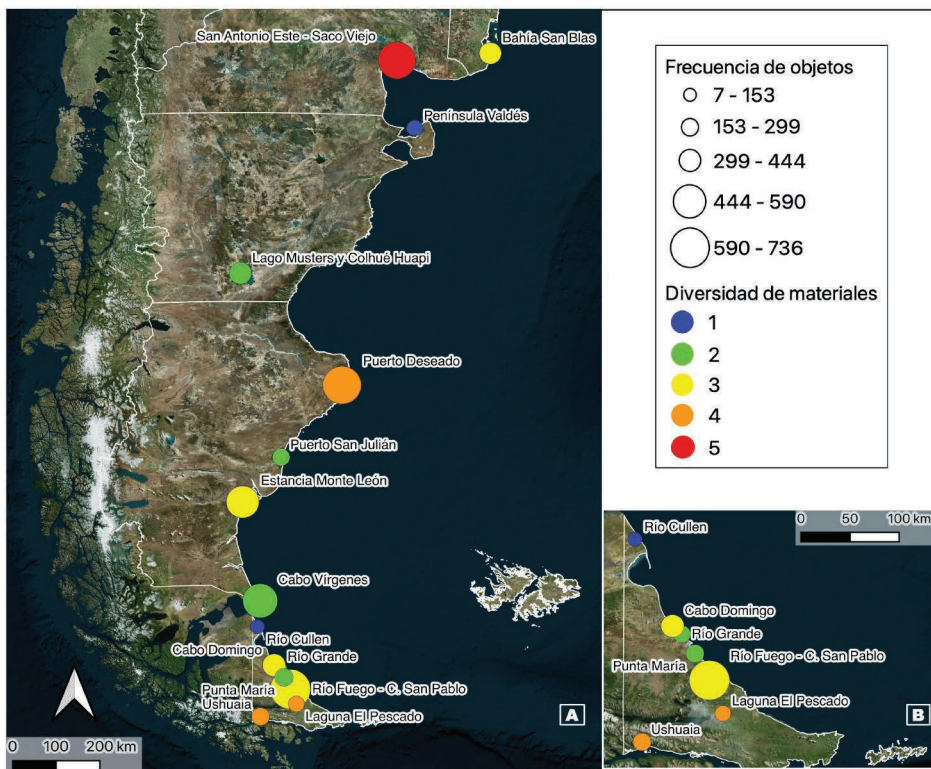 San Antonio Este - Saco Viejo
Bahía San Blas
Península Valdés
Lago Musters y Colhué Huapi
Puerto Deseado
Puerto San Julián
Estancia Monte León
Cabo Vírgenes
Río Cullen
Cabo Domingo
Río Grande
Punta María
Río Fuego - C. San Pablo
Ushuaia
Laguna El Pescado
A
0 100 200 km
Frecuencia de objetos
7 - 153
153 - 299
299 - 444
444 - 590
590 - 736
Diversidad de materiales
1
2
3
4
5
0 50 100 km
Río Cullen
Cabo Domingo
Río Grande
Río Fuego - C. San Pablo
Punta María
Laguna El Pescado
Ushuaia
B